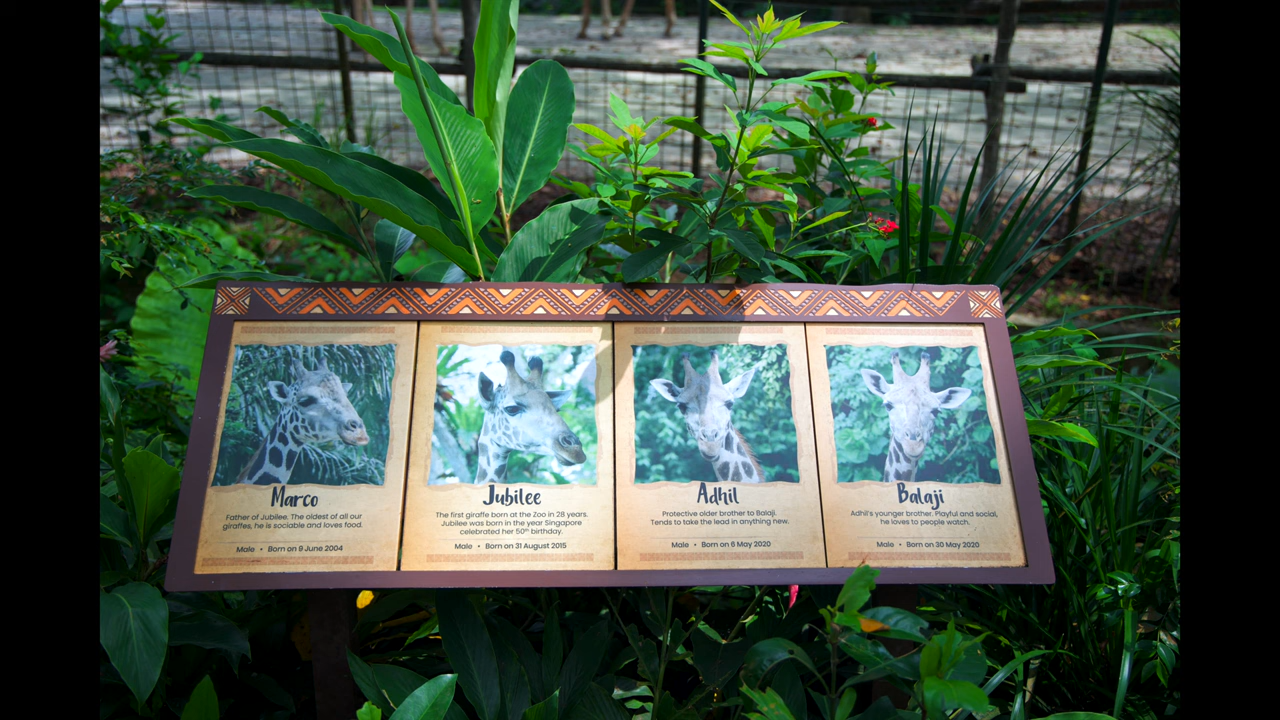 Marco
Father of Jubilee. The oldest of all our
giraffes, he is sociable and loves food.
Male • Born on 9 June 2004
Jubilee
The first giraffe born at the Zoo in 28 years.
Jubilee was born in the year Singapore
celebrated her 50th birthday.
Male • Born on 31 August 2015
Adhil
Protective older brother to Balaji.
Tends to take the lead in anything new.
Male • Born on 6 May 2020
Balaji
Adhil's younger brother. Playful and social,
he loves to people watch.
Male • Born on 30 May 2020